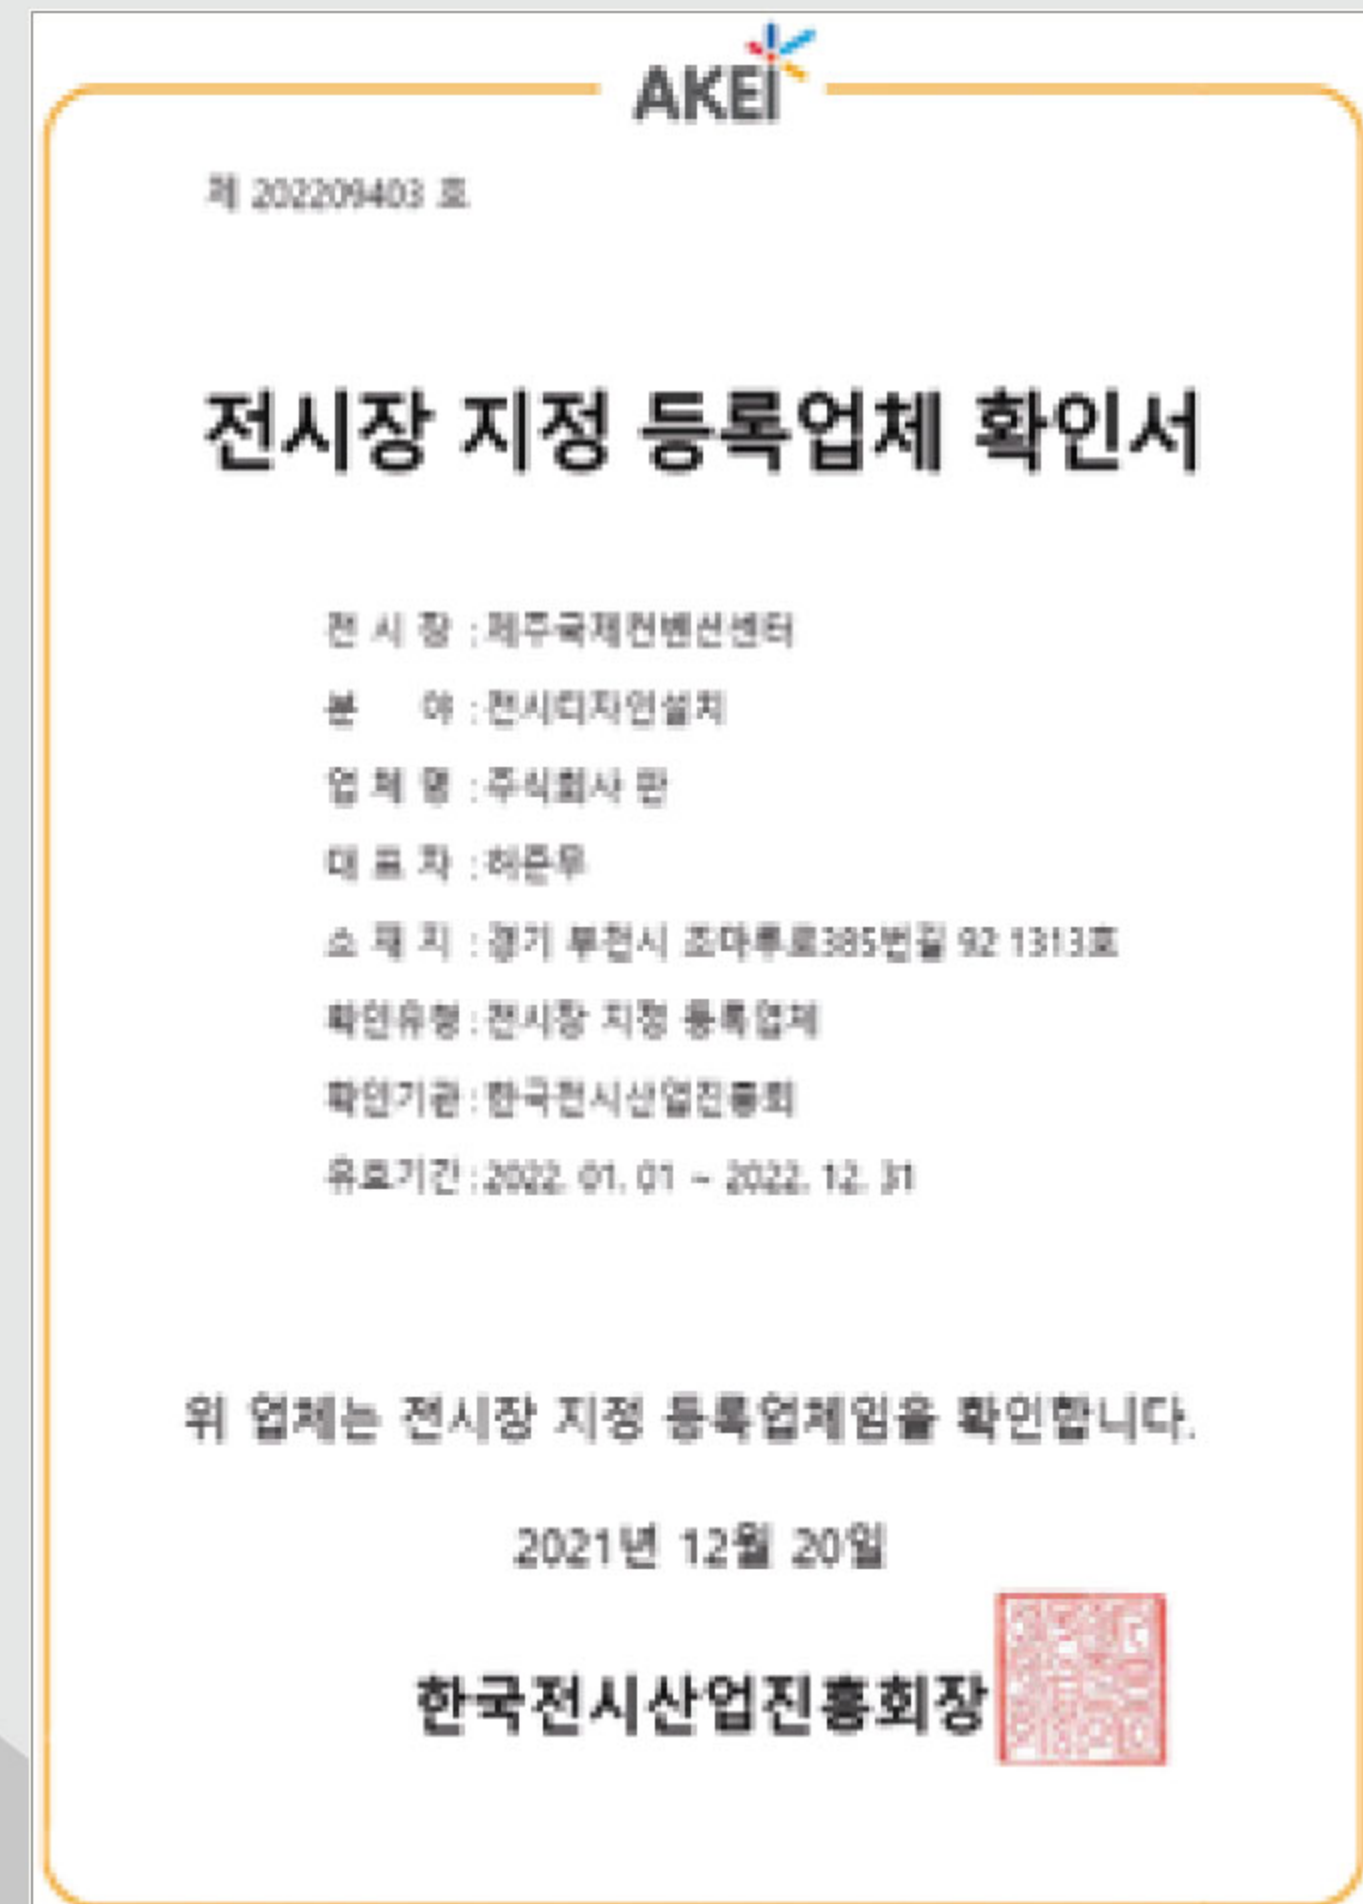 AKEI
제 202209403 호
전시장 지정 등록업체 확인서
전 시 장 : 제주국제컨벤션센터
분 야 : 전시디자인설치
업 체 명 : 주식회사
대 표 자 :
소 재 지 : 경기 부천시 조마루로385번길 92 1313호
확인유형 : 전시장 지정 등록업체
확인기관 : 한국전시산업진흥회
유효기간 : 2022. 01. 01 ~ 2022. 12. 31
위 업체는 전시장 지정 등록업체임을 확인합니다.
2021년 12월 20일
한국전시산업진흥회장